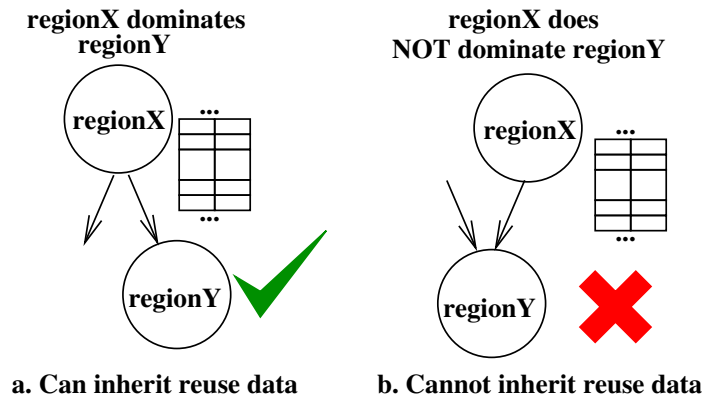 regionX dominates
regionY
regionX
...
...
regionY
a. Can inherit reuse data
regionX does
NOT dominate regionY
regionX
...
...
regionY
b. Cannot inherit reuse data